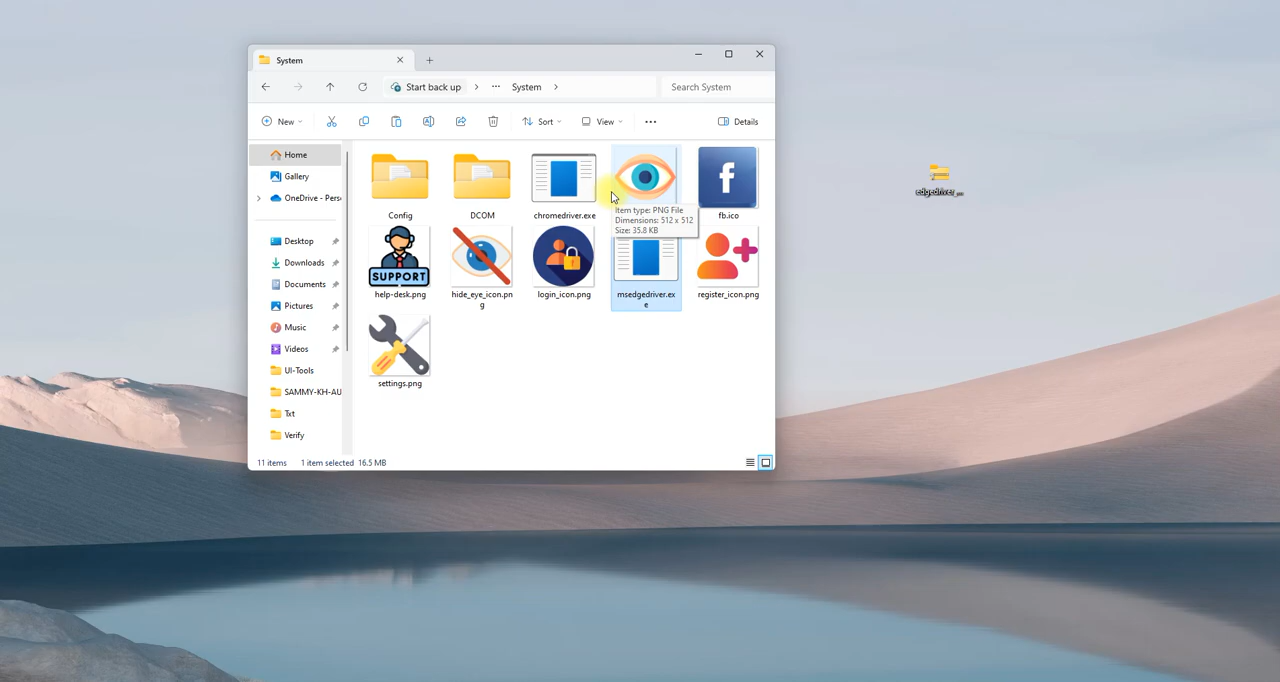 System
Start back up
System
Search System
New
Sort
View
Details
Home
Gallery
OneDrive - Pers
Desktop
Downloads
Documents
Pictures
Music
Videos
UI-Tools
SAMMY-KH-AU
Txt
Verify
Config
DCOM
chromedriver.exe
Item type: PNG File
Dimensions: 512 x 512
Size: 35.8 KB
f
fb.ico
SUPPORT
help-desk.png
hide_eye_icon.pn
g
login_icon.png
msedgedriver.ex
e
register_icon.png
settings.png
11 items
1 item selected 16.5 MB
edgedriver_...